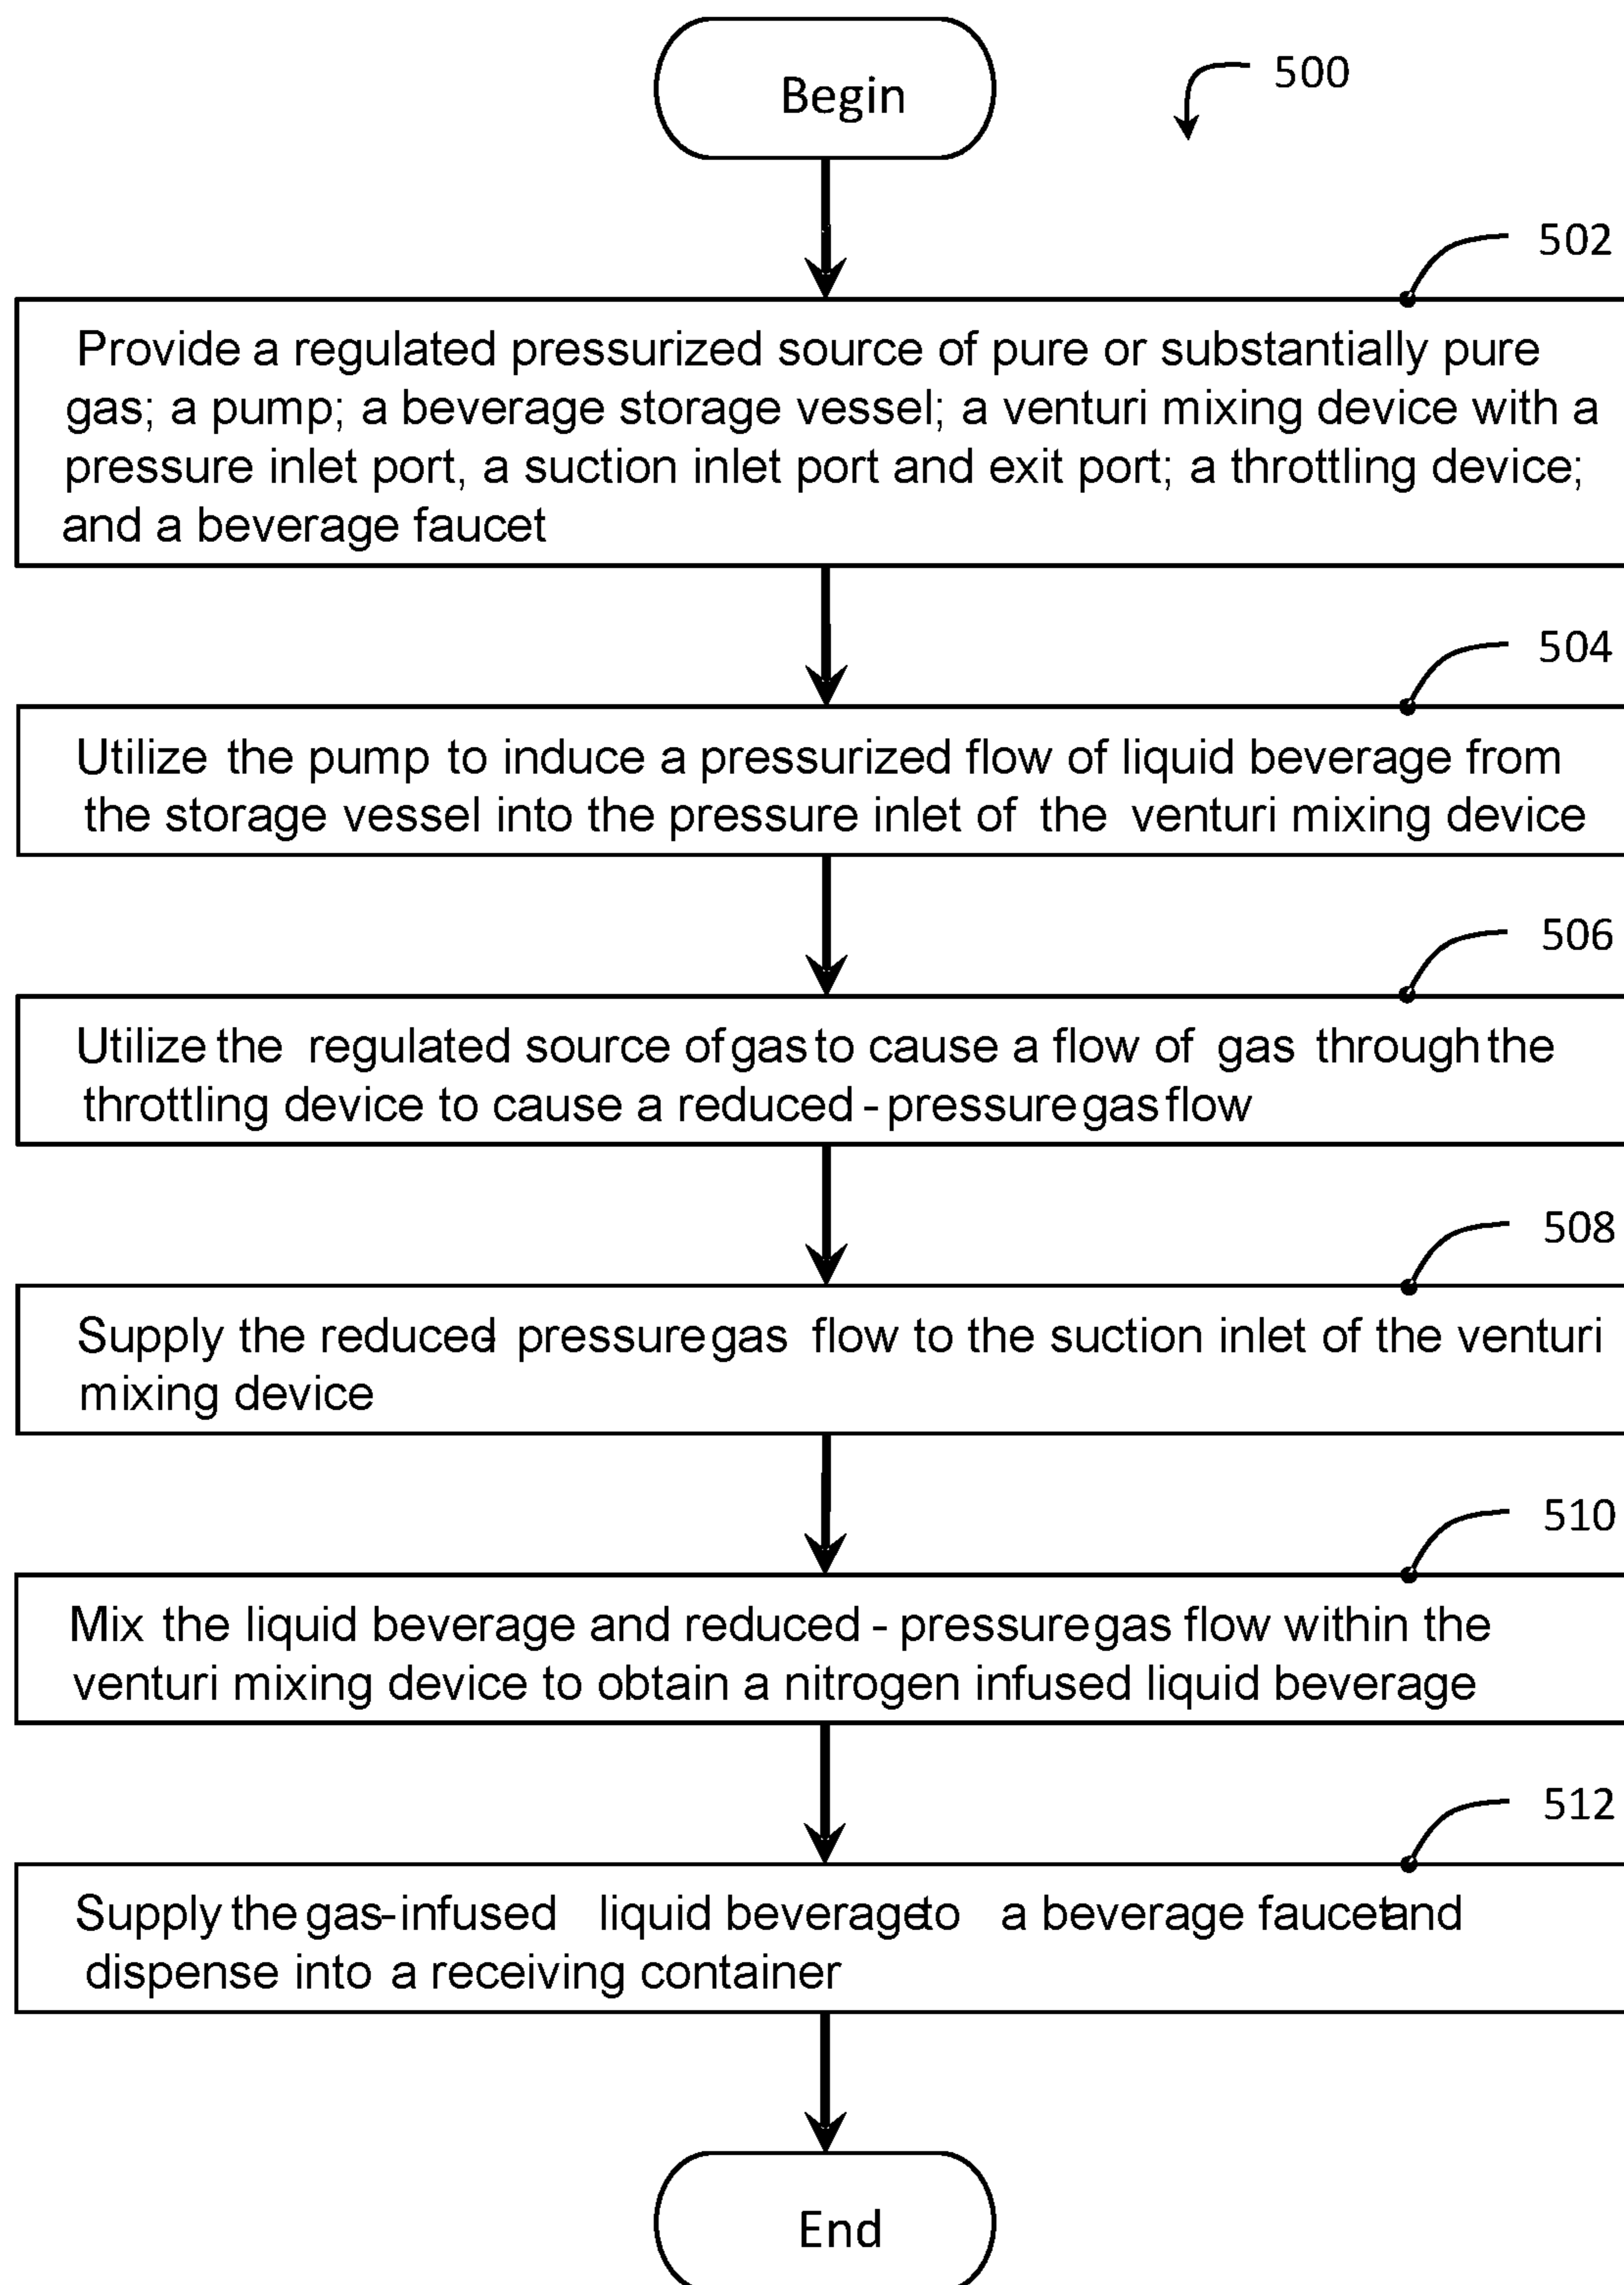 Begin
500
502
Provide a regulated pressurized source of pure or substantially pure
gas; a pump; a beverage storage vessel; a venturi mixing device with a
pressure inlet port, a suction inlet port and exit port; a throttling device;
and a beverage faucet
504
Utilize the pump to induce a pressurized flow of liquid beverage from
the storage vessel into the pressure inlet of the venturi mixing device
506
Utilize the regulated source of gas to cause a flow of gas through the
throttling device to cause a reduced - pressure gas flow
508
Supply the reduced- pressure gas flow to the suction inlet of the venturi
mixing device
510
Mix the liquid beverage and reduced - pressure gas flow within the
venturi mixing device to obtain a nitrogen infused liquid beverage
512
Supply the gas-infused liquid beverage to a beverage faucet and
dispense into a receiving container
End